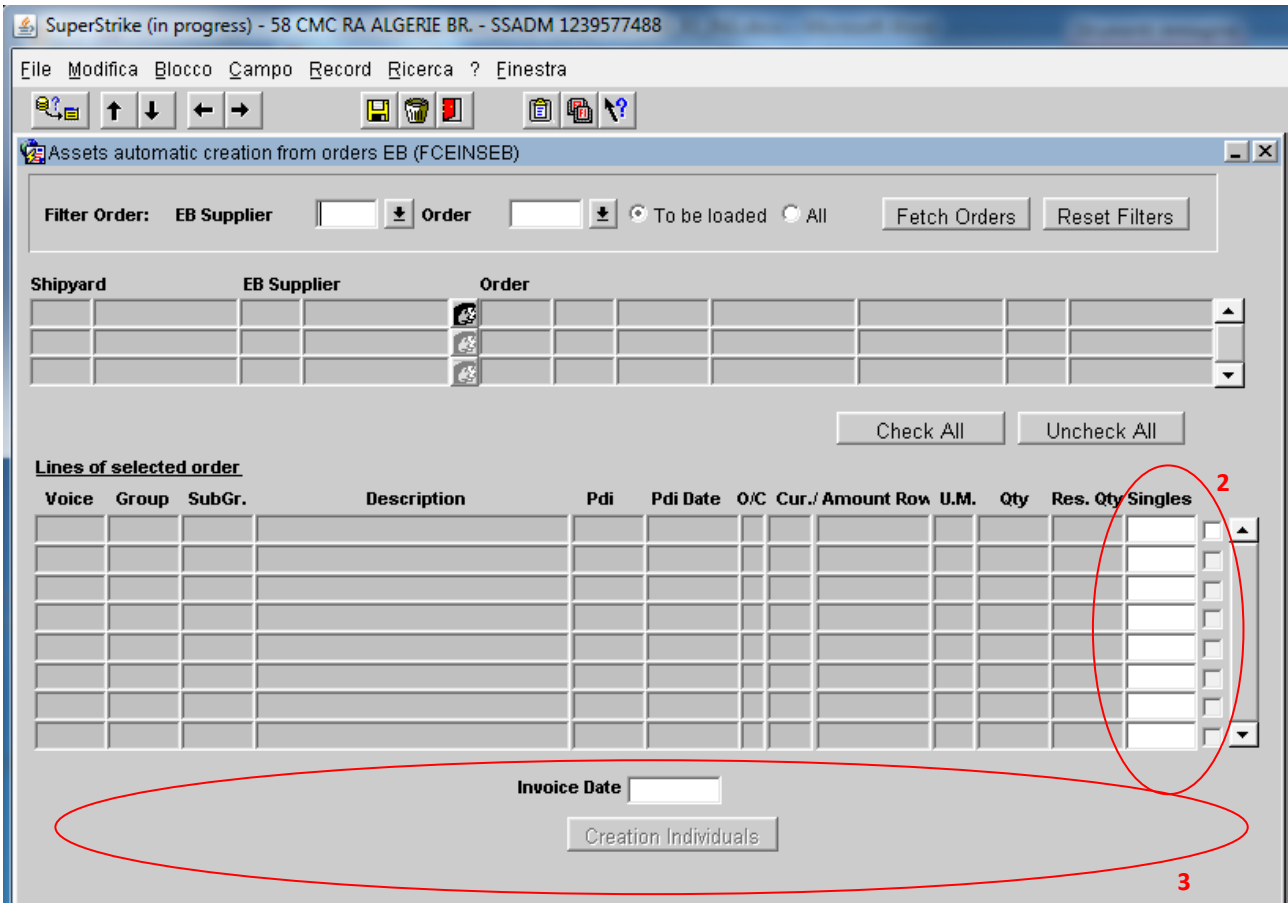 SuperStrike (in progress) - 58 CMC RA ALGERIE BR. - SSADM 1239577488
File Modifica Blocco Campo Record Ricerca ? Finestra
Assets automatic creation from orders EB (FCEINSEB)
Filter Order: EB Supplier Order To be loaded All Fetch Orders Reset Filters
Shipyard EB Supplier Order
Check All Uncheck All
Lines of selected order
2
Voice Group SubGr. Description Pdi Pdi Date O/C Cur./ Amount Row U.M. Qty Res. Qty Singles
Invoice Date
Creation Individuals
3